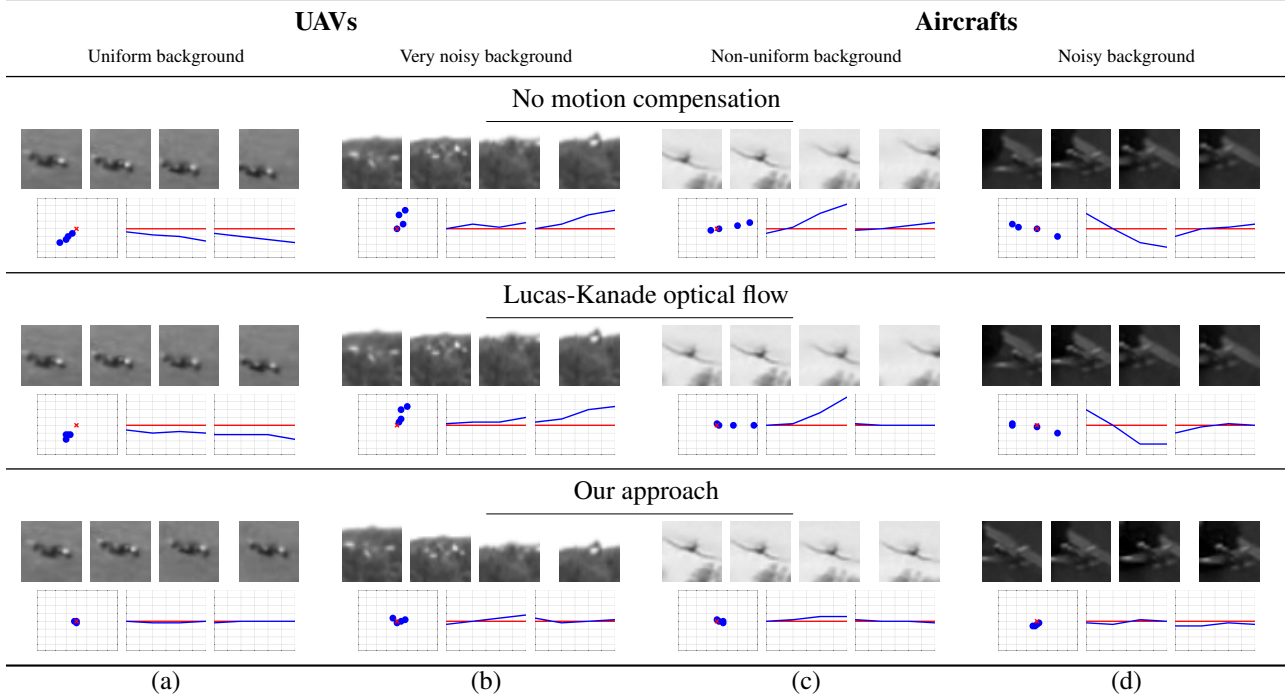 UAVs Aircrafts
Uniform background Very noisy background Non-uniform background Noisy background
No motion compensation
Lucas-Kanade optical flow
Our approach
(a) (b) (c) (d)